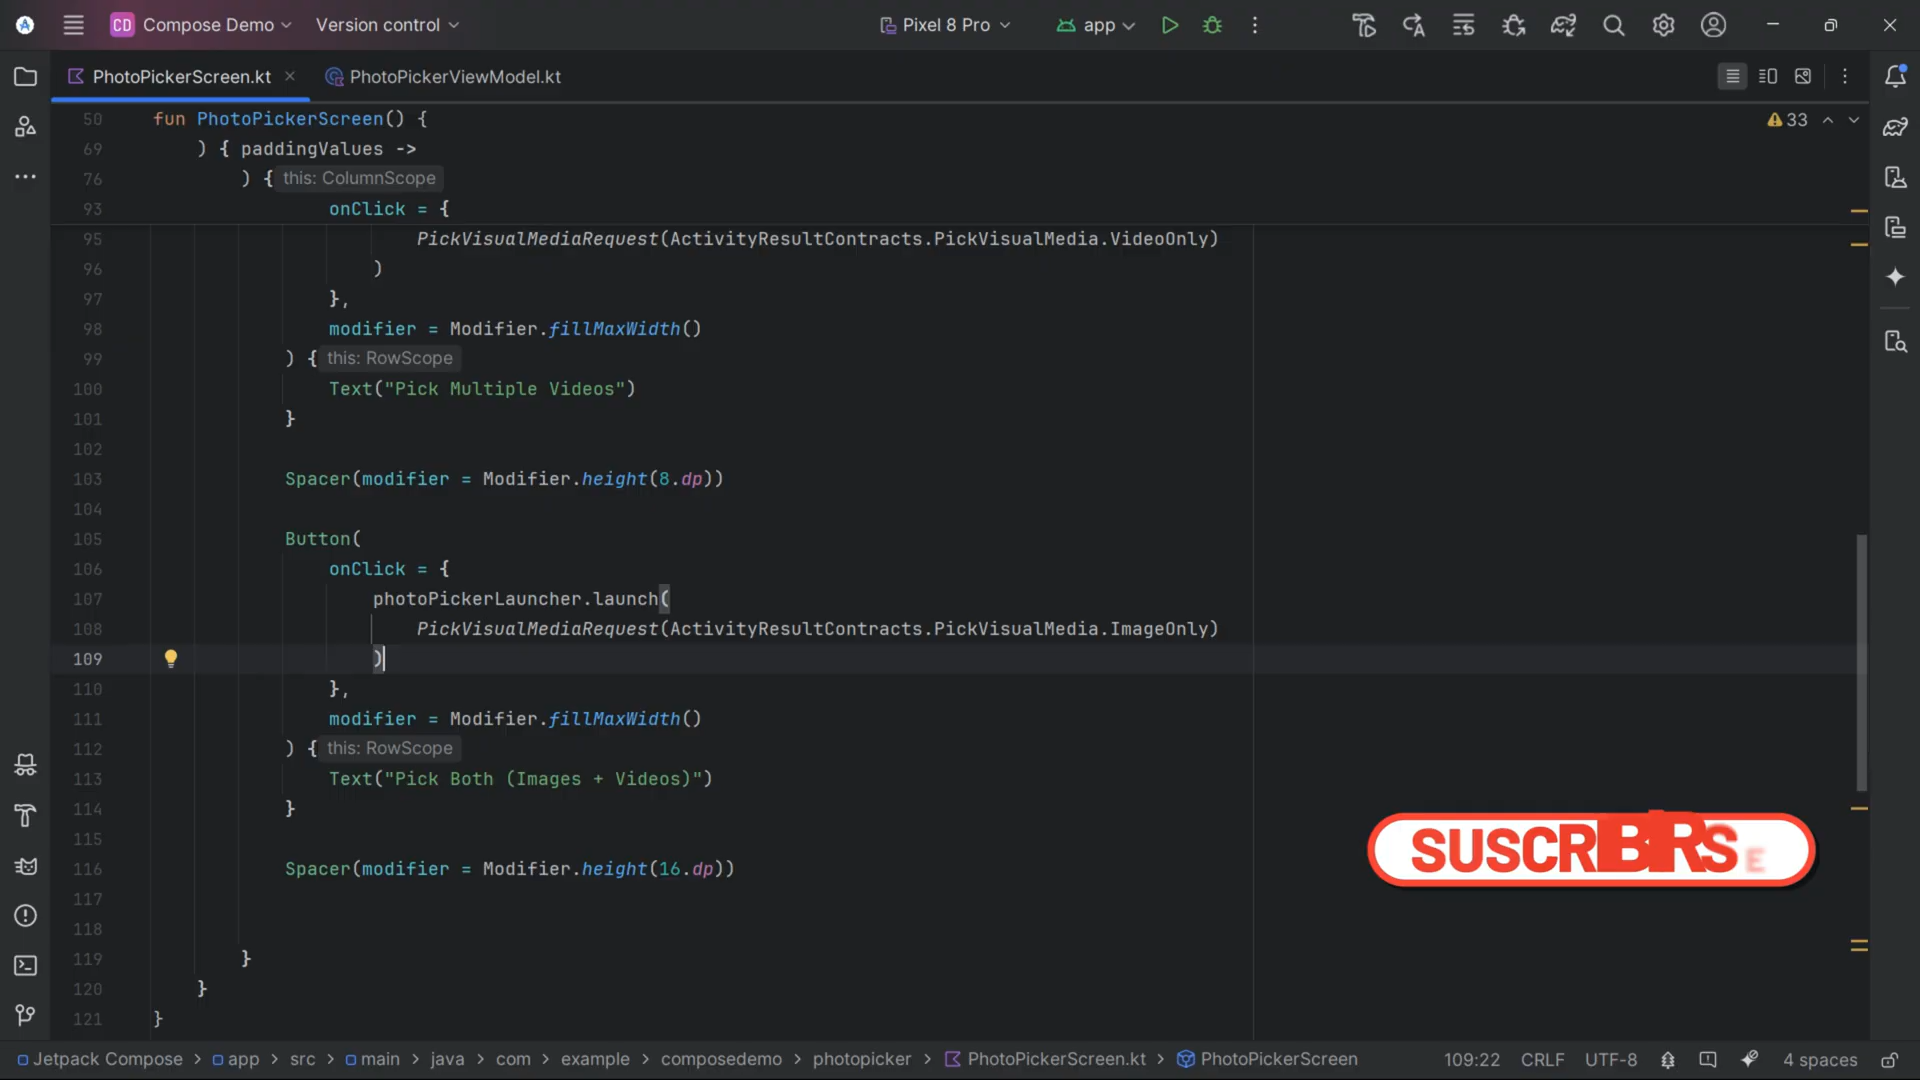 CD Compose Demo Version control Pixel 8 Pro app
PhotoPickerScreen.kt PhotoPickerViewModel.kt
50 fun PhotoPickerScreen() { 33
69 ) { paddingValues ->
76 ) { this: ColumnScope
93 onClick = {
95 PickVisualMediaRequest(ActivityResultContracts.PickVisualMedia.VideoOnly)
96 )
97 },
98 modifier = Modifier.fillMaxWidth()
99 ) { this: RowScope
100 Text("Pick Multiple Videos")
101 }
102
103 Spacer(modifier = Modifier.height(8.dp))
104
105 Button(
106 onClick = {
107 photoPickerLauncher.launch(
108 PickVisualMediaRequest(ActivityResultContracts.PickVisualMedia.ImageOnly)
109 )
110 },
111 modifier = Modifier.fillMaxWidth()
112 ) { this: RowScope
113 Text("Pick Both (Images + Videos)")
114 }
115
116 Spacer(modifier = Modifier.height(16.dp))
117
118
119 }
120 }
121 }
SUSCRBRSE
Jetpack Compose > app > src > main > java > com > example > composedemo > photopicker > PhotoPickerScreen.kt > PhotoPickerScreen 109:22 CRLF UTF-8 4 spaces